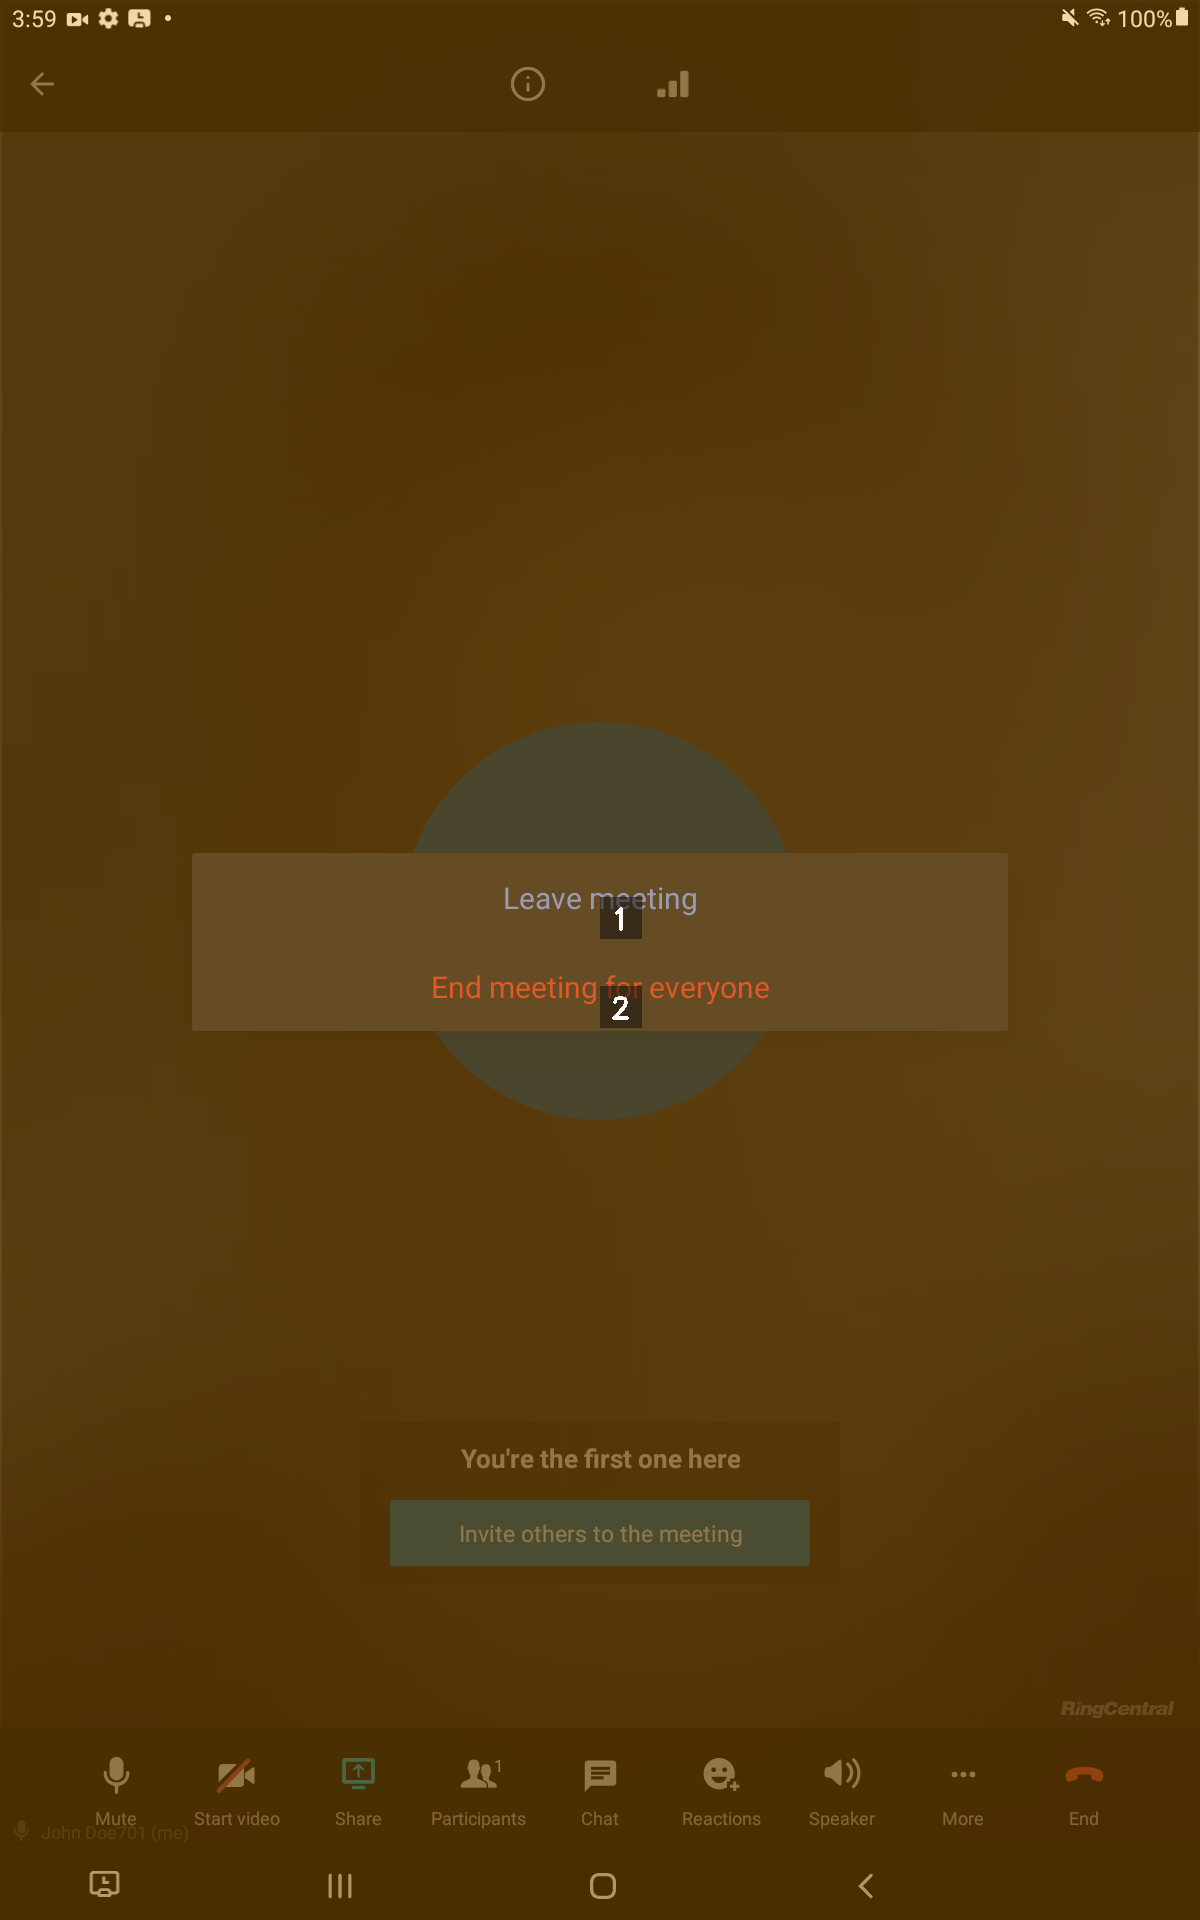 3:59
100%
Leave meeting
1
End meeting for everyone
2
You're the first one here
Invite others to the meeting
RingCentral
1
Mute
Start video
Share
Participants
Chat
Reactions
Speaker
More
End
John Doe701 (me)